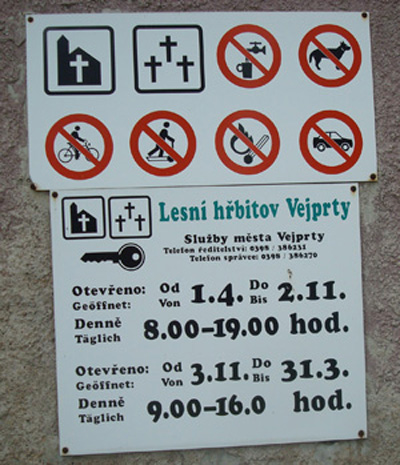 Lesní hřbitov Vejprty
Služby města Vejprty
Telefon ředitelství: 0398 / 386231
Telefon správce: 0398 / 386270
Otevřeno: Od 1.4. Do 2.11.
Geöffnet: Von Bis
Denně 8.00–19.00 hod.
Täglich
Otevřeno: Od 3.11. Do 31.3.
Geöffnet: Von Bis
Denně 9.00–16.0 hod.
Täglich